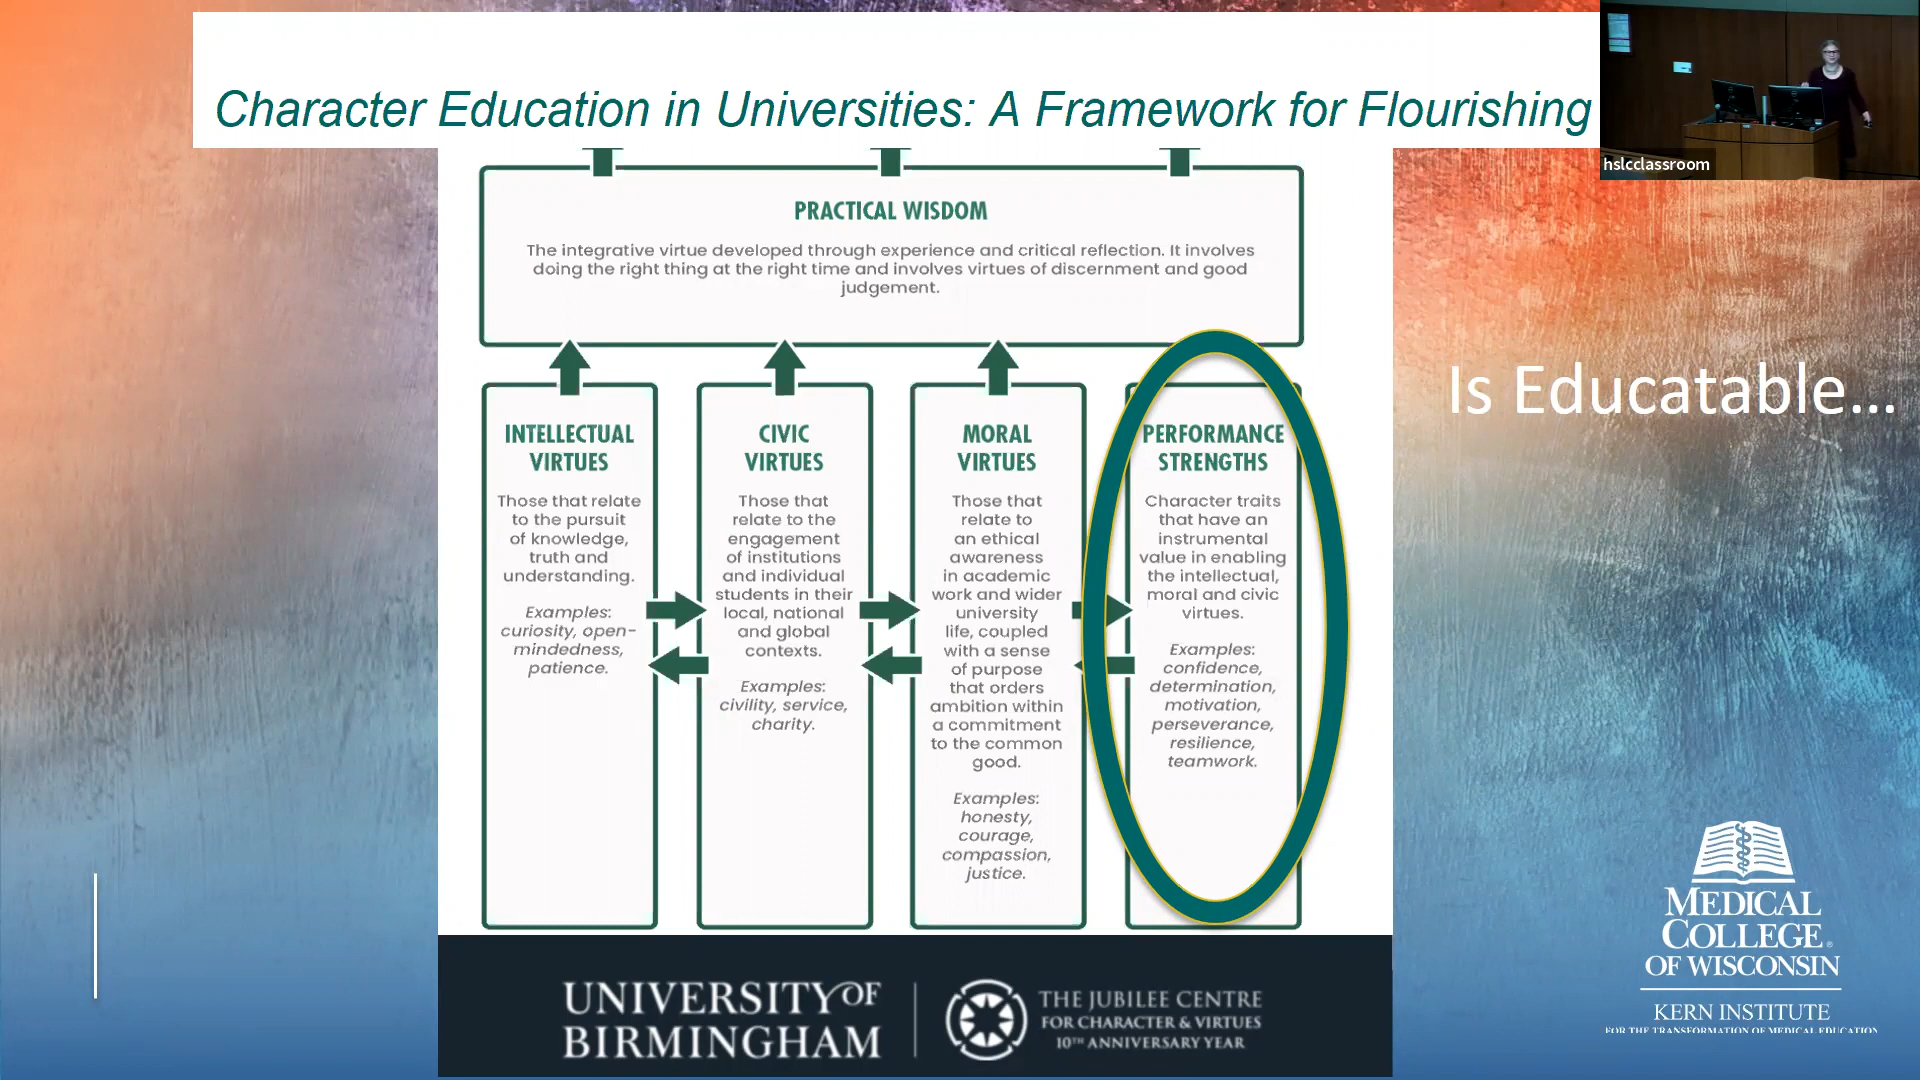 Character Education in Universities: A Framework for Flourishing
hslcclassroom
PRACTICAL WISDOM
The integrative virtue developed through experience and critical reflection. It involves
doing the right thing at the right time and involves virtues of discernment and good
judgement.
Is Educatable...
INTELLECTUAL
VIRTUES
Those that relate
to the pursuit
of knowledge,
truth and
understanding.
Examples:
curiosity, open-
mindedness,
patience.
CIVIC
VIRTUES
Those that
relate to the
engagement
of institutions
and individual
students in their
local, national
and global
contexts.
Examples:
civility, service,
charity.
MORAL
VIRTUES
Those that
relate to
an ethical
awareness
in academic
work and wider
university
life, coupled
with a sense
of purpose
that orders
ambition within
a commitment
to the common
good.
Examples:
honesty,
courage,
compassion,
justice.
PERFORMANCE
STRENGTHS
Character traits
that have an
instrumental
value in enabling
the intellectual,
moral and civic
virtues.
Examples:
confidence,
determination,
motivation,
perseverance,
resilience,
teamwork.
UNIVERSITY OF
BIRMINGHAM
THE JUBILEE CENTRE
FOR CHARACTER & VIRTUES
10TH ANNIVERSARY YEAR
MEDICAL
COLLEGE®
OF WISCONSIN
KERN INSTITUTE
FOR THE TRANSFORMATION OF MEDICAL EDUCATION